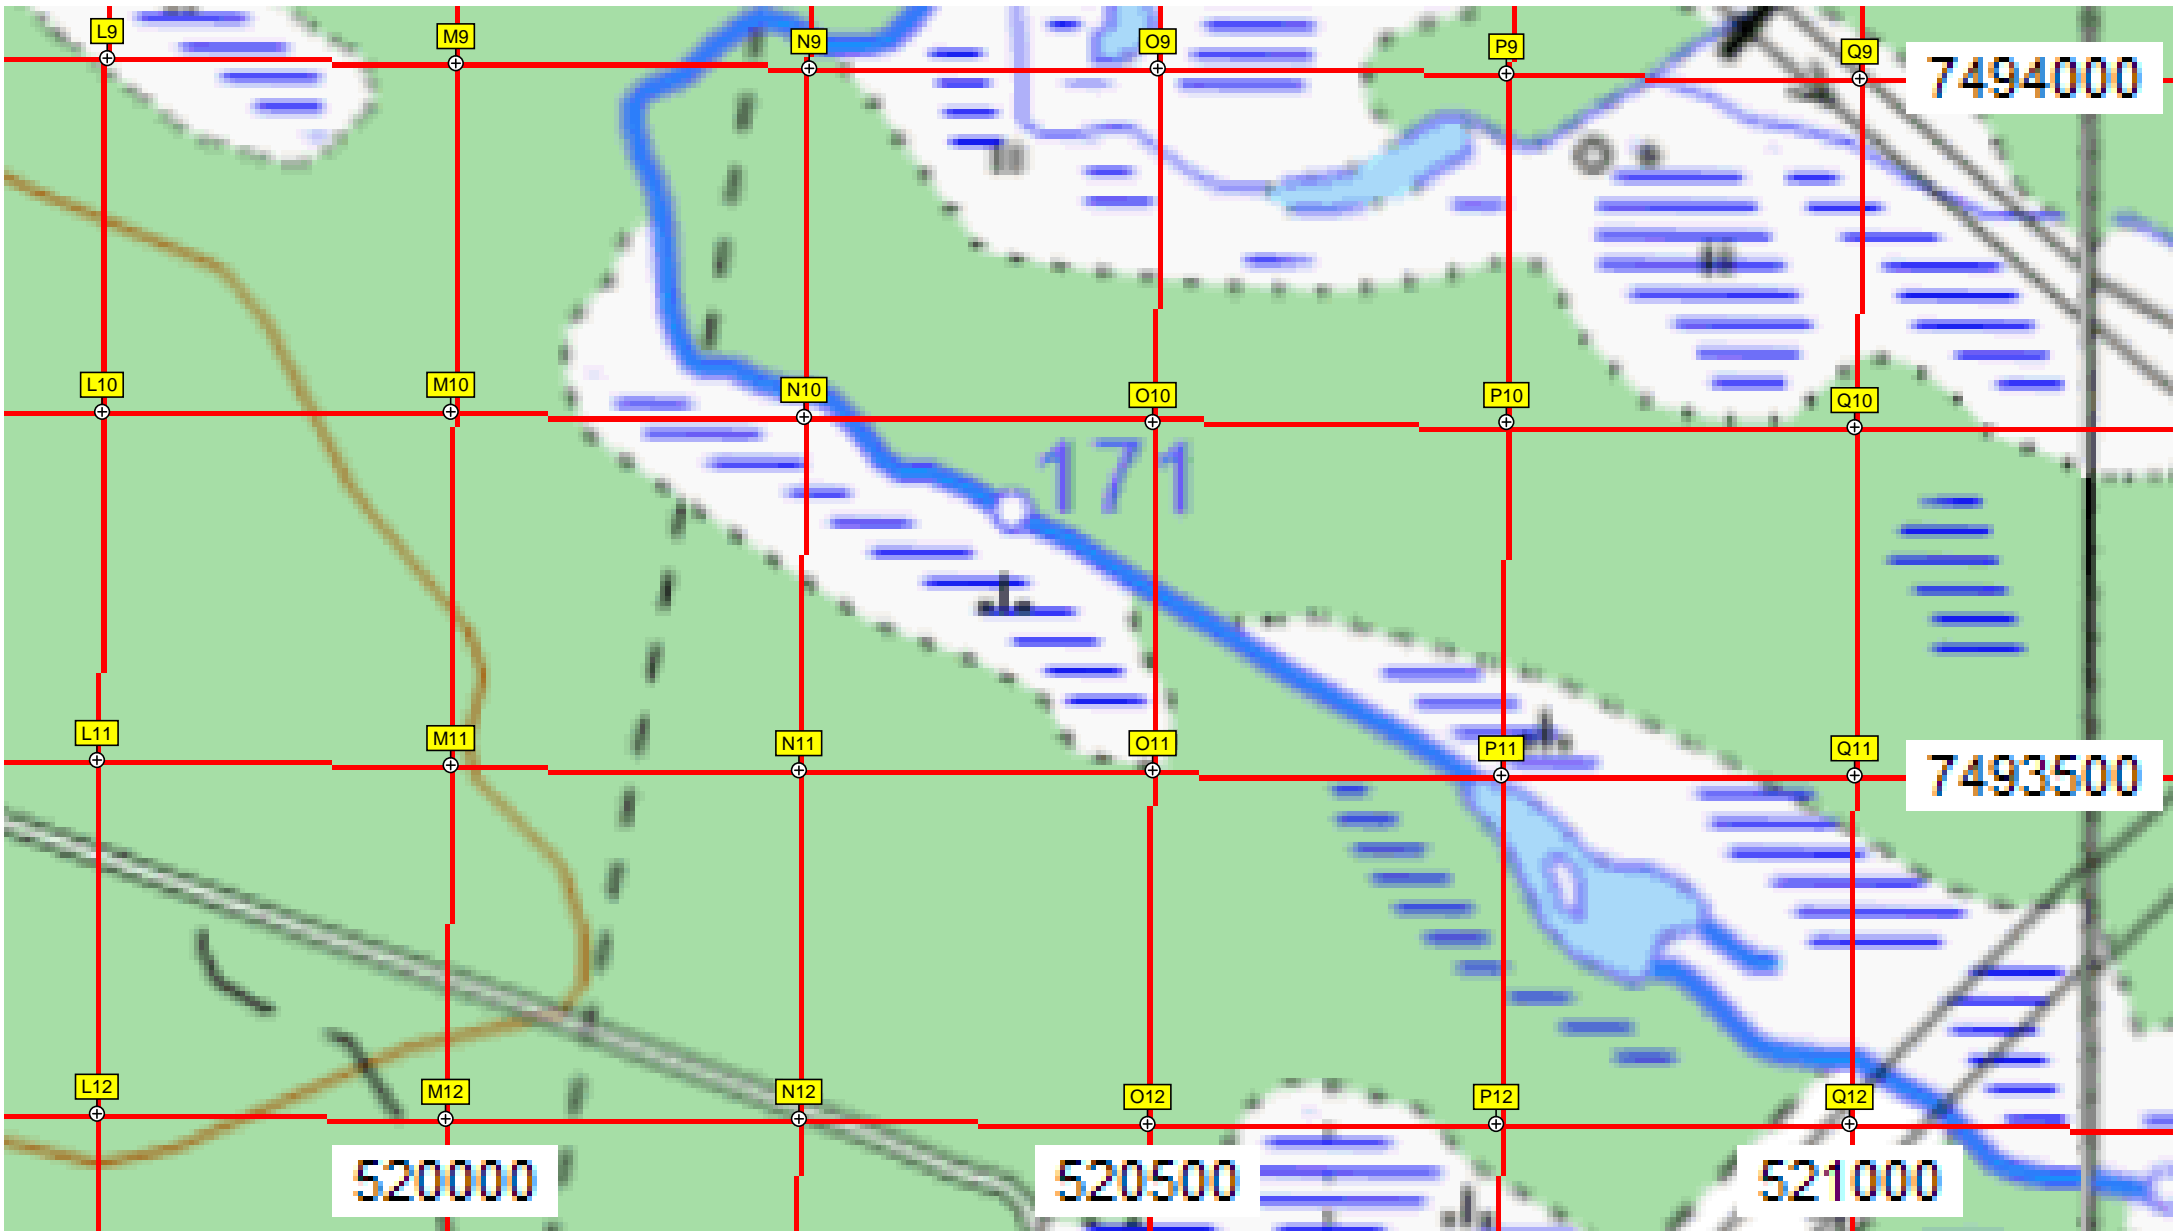 L9 M9 N9 O9 P9 Q9
7494000
L10 M10 N10 O10 P10 Q10
171
L11 M11 N11 O11 P11 Q11
7493500
L12 M12 N12 O12 P12 Q12
520000 520500 521000